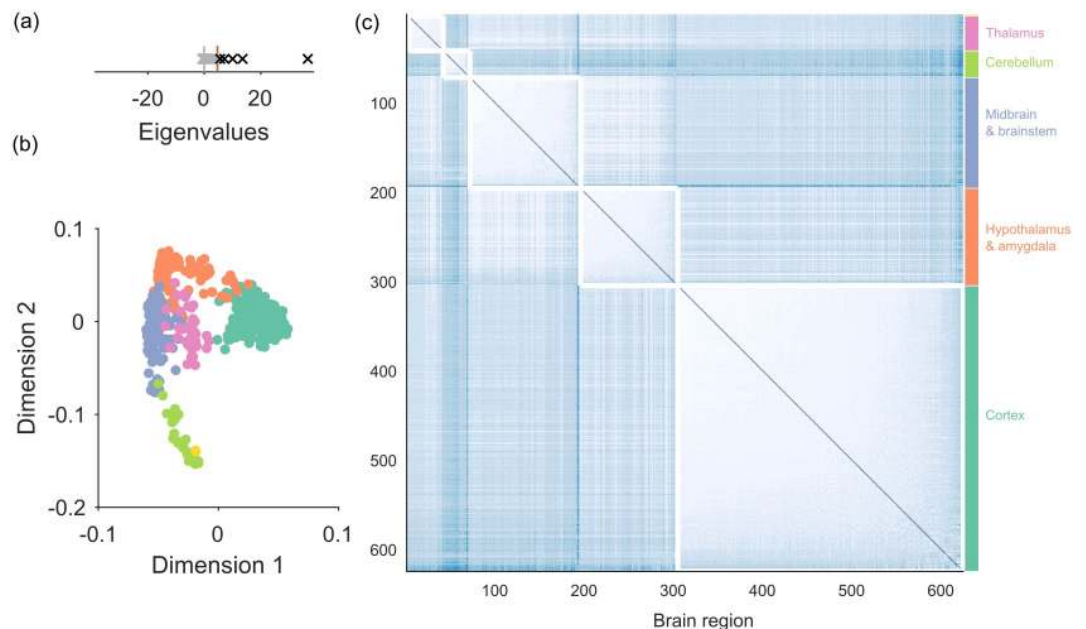 (a)
-20 0 20
Eigenvalues
(b)
0.1
0
-0.1
-0.2
Dimension 2
-0.1 0 0.1
Dimension 1
(c)
100
200
300
400
500
600
100 200 300 400 500 600
Brain region
Thalamus
Cerebellum
Midbrain
& brainstem
Hypothalamus
& amygdala
Cortex